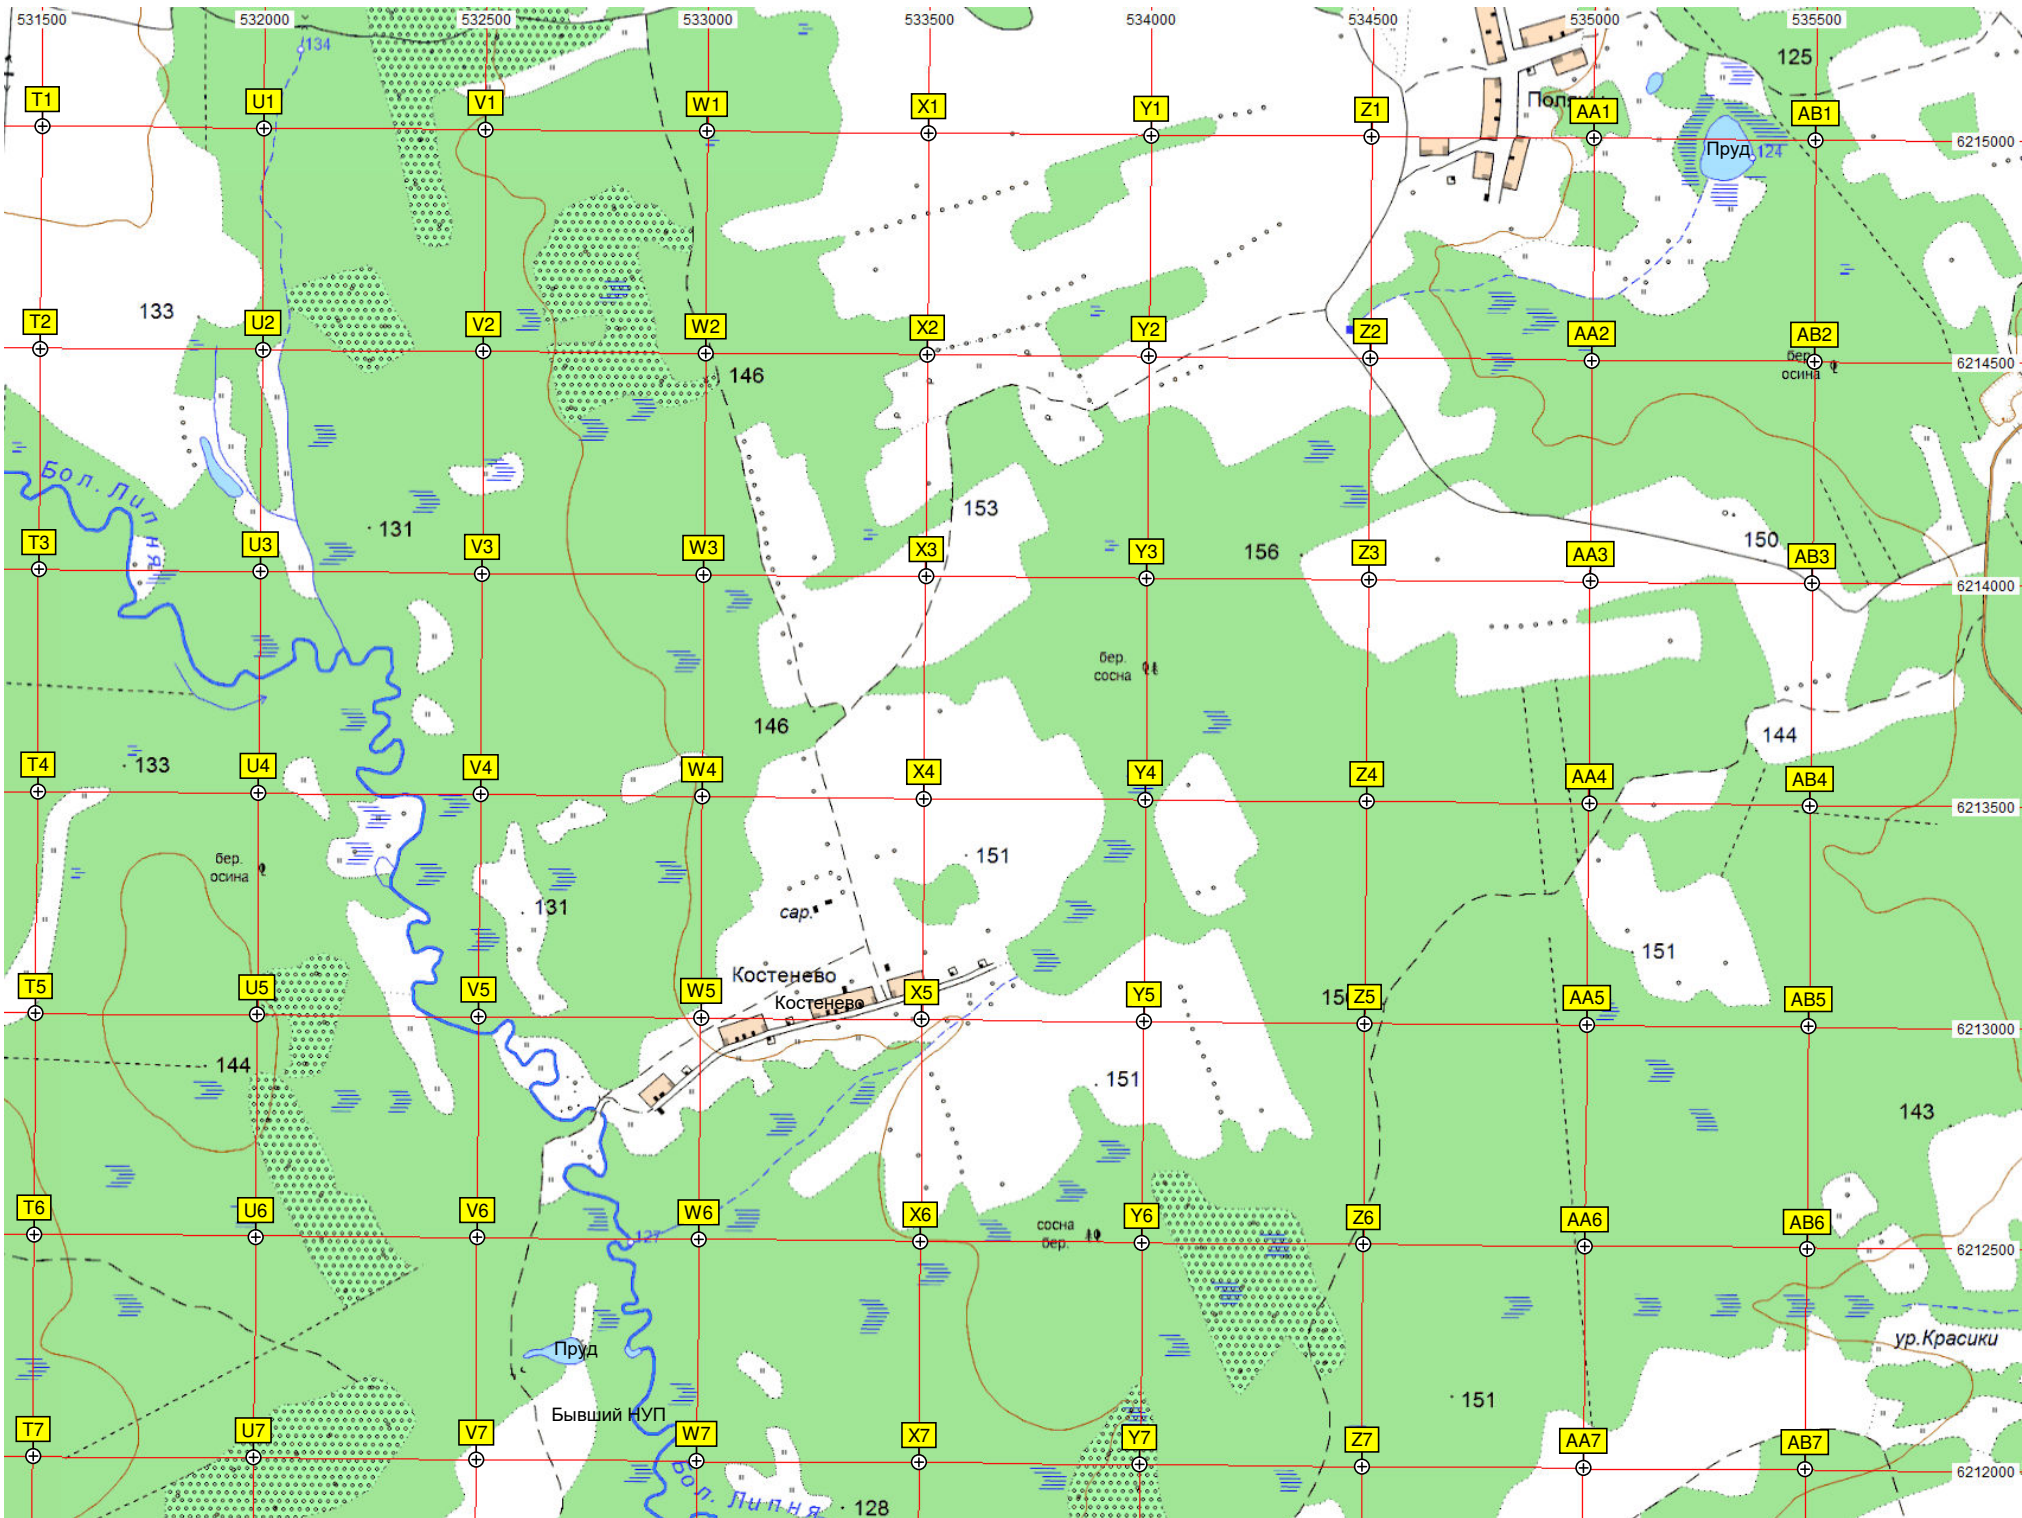 531500 532000 532500 533000 533500 534000 534500 535000 535500
134
125
T1 U1 V1 W1 X1 Y1 Z1 AA1 AB1
6215000
Пруд 124
133
T2 U2 V2 W2 X2 Y2 Z2 AA2 AB2
6214500
бер.
осина
146
Бол. Липня
153
131
156
150
T3 U3 V3 W3 X3 Y3 Z3 AA3 AB3
6214000
бер.
сосна
146
144
133
T4 U4 V4 W4 X4 Y4 Z4 AA4 AB4
6213500
151
бер.
осина
131
сар.
151
Костенево
Костенево
T5 U5 V5 W5 X5 Y5 Z5 AA5 AB5
6213000
144
151
143
T6 U6 V6 W6 X6 Y6 Z6 AA6 AB6
сосна
бер.
127
6212500
ур.Красики
Пруд
151
Бывший НУП
T7 U7 V7 W7 X7 Y7 Z7 AA7 AB7
6212000
Бол. Липня
128